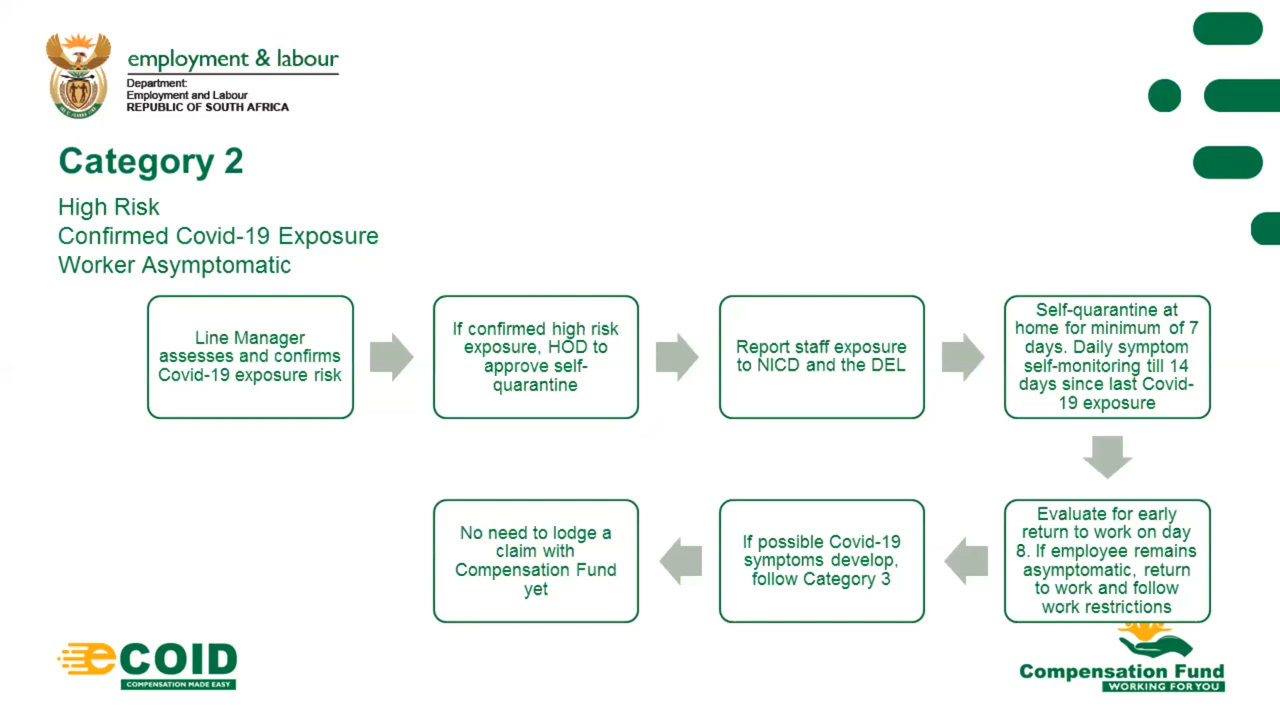 employment & labour
Department:
Employment and Labour
REPUBLIC OF SOUTH AFRICA
Category 2
High Risk
Confirmed Covid-19 Exposure
Worker Asymptomatic
Line Manager
assesses and confirms
Covid-19 exposure risk
If confirmed high risk
exposure, HOD to
approve self-
quarantine
Report staff exposure
to NICD and the DEL
Self-quarantine at
home for minimum of 7
days. Daily symptom
self-monitoring till 14
days since last Covid-
19 exposure
Evaluate for early
return to work on day
8. If employee remains
asymptomatic, return
to work and follow
work restrictions
If possible Covid-19
symptoms develop,
follow Category 3
No need to lodge a
claim with
Compensation Fund
yet
eCOID
COMPENSATION MADE EASY
Compensation Fund
WORKING FOR YOU